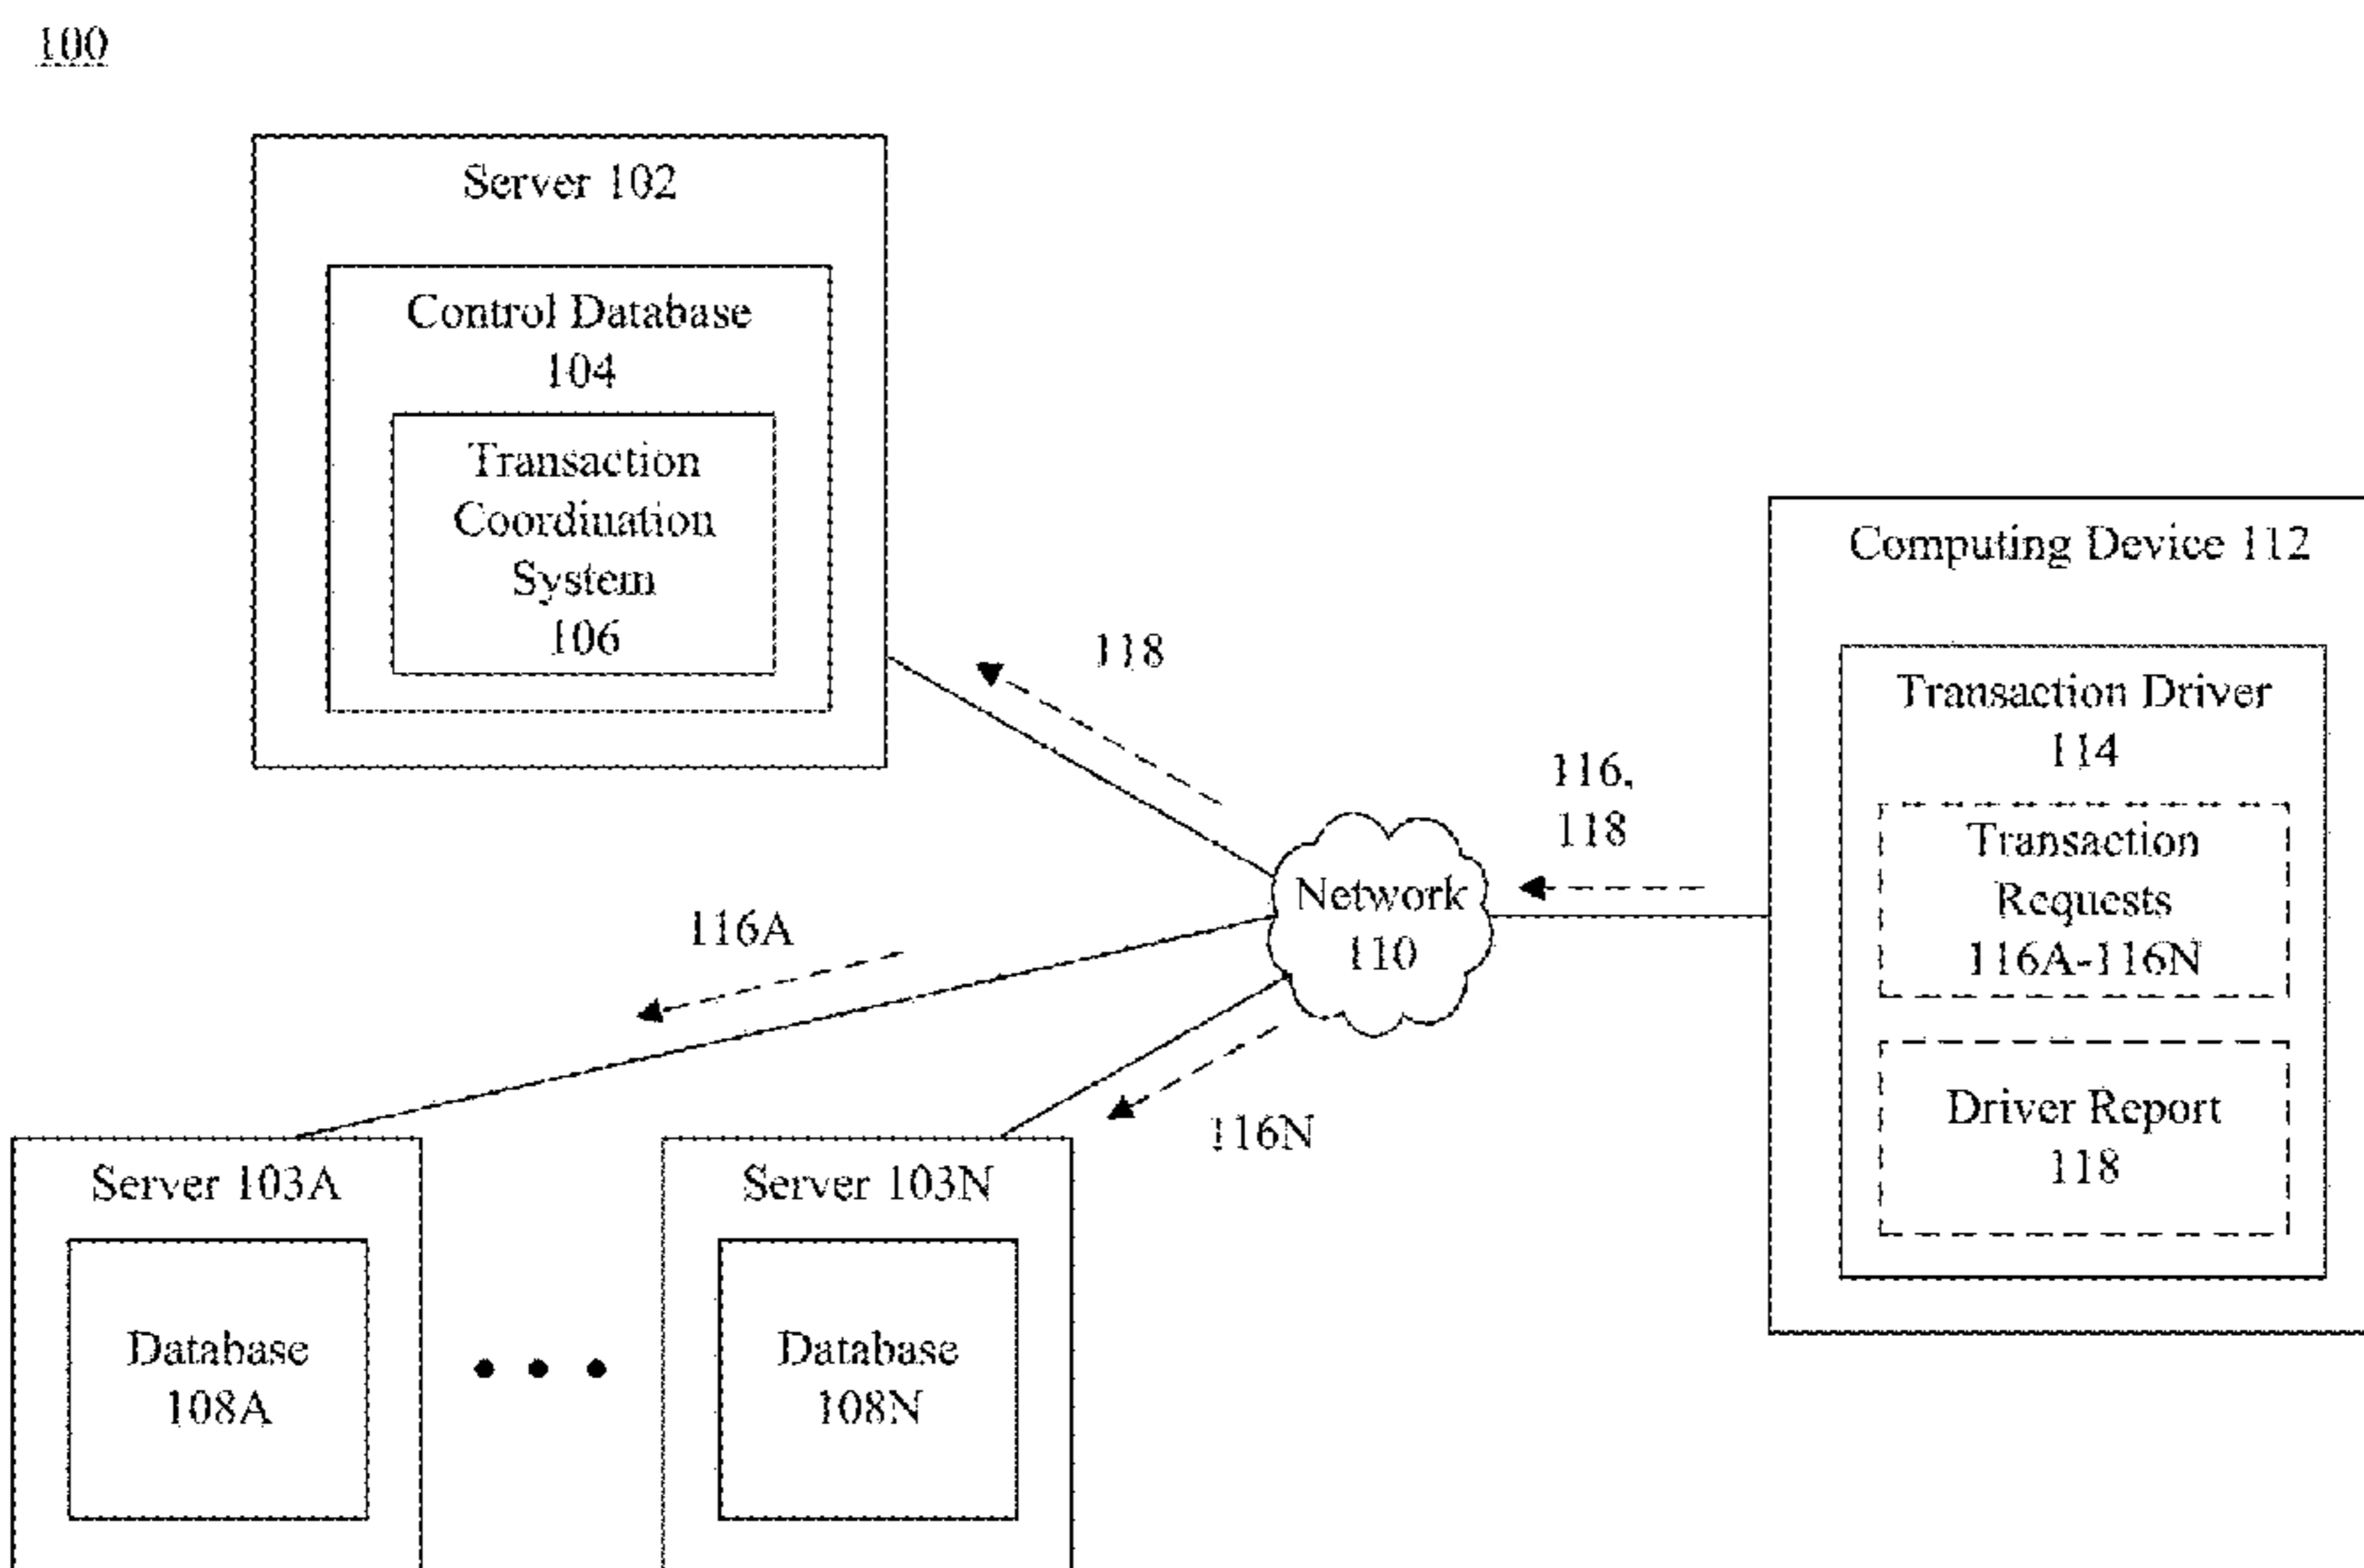 100
Server 102
Control Database
104
Transaction
Coordination
System
106
118
Computing Device 112
Transaction Driver
114
Transaction
Requests
116A-116N
Driver Report
118
116,
118
Network
110
116A
116N
Server 103A
Database
108A
Server 103N
Database
108N